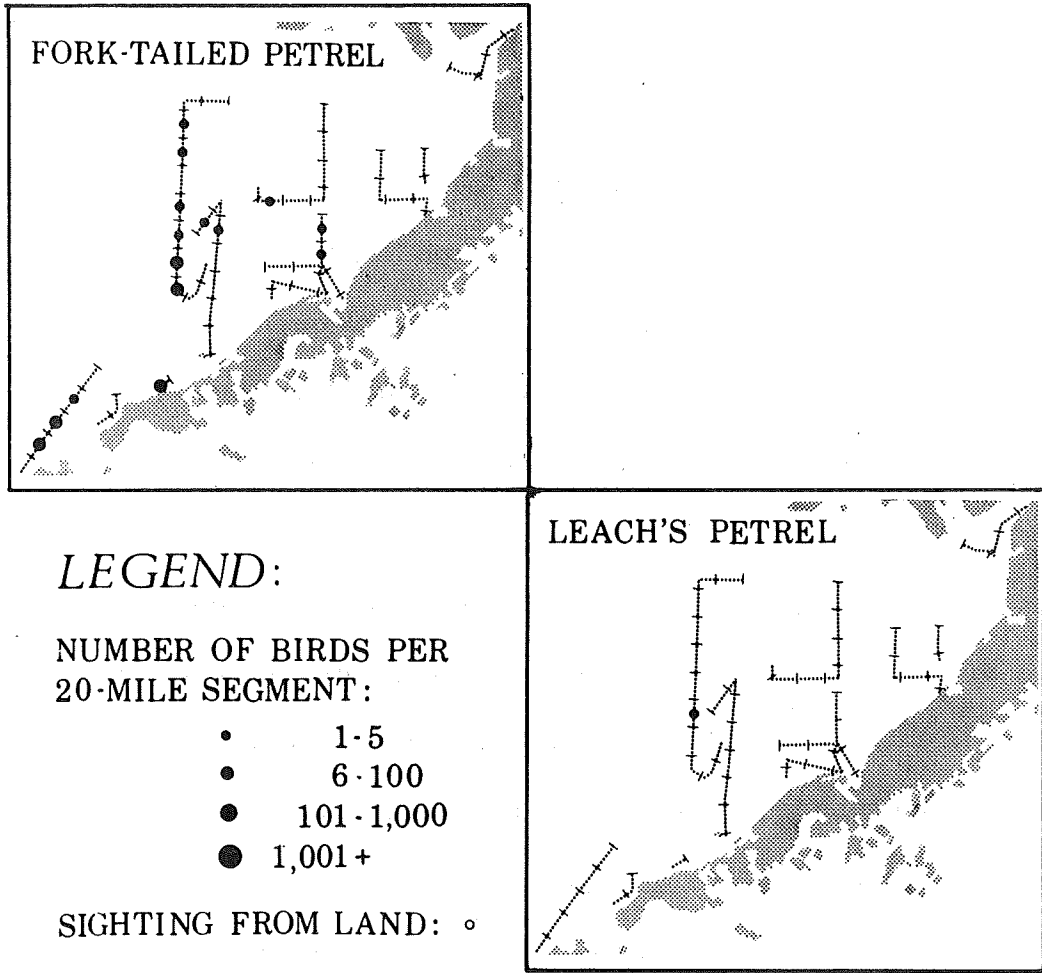 FORK-TAILED PETREL
LEACH'S PETREL
LEGEND:
NUMBER OF BIRDS PER
20-MILE SEGMENT:
1-5
6-100
101-1,000
1,001+
SIGHTING FROM LAND: